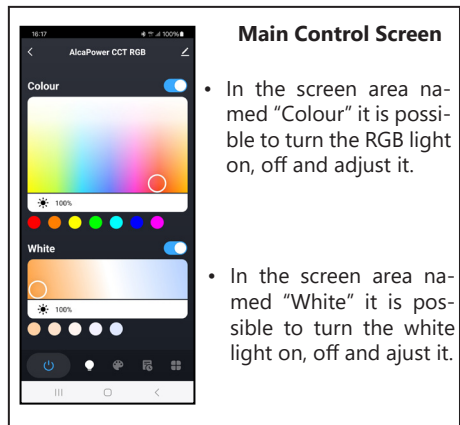 16:17
100%
AlcaPower CCT RGB
Colour
100%
White
100%
Main Control Screen
• In the screen area na-
med “Colour” it is possi-
ble to turn the RGB light
on, off and adjust it.
• In the screen area na-
med “White” it is pos-
sible to turn the white
light on, off and ajust it.